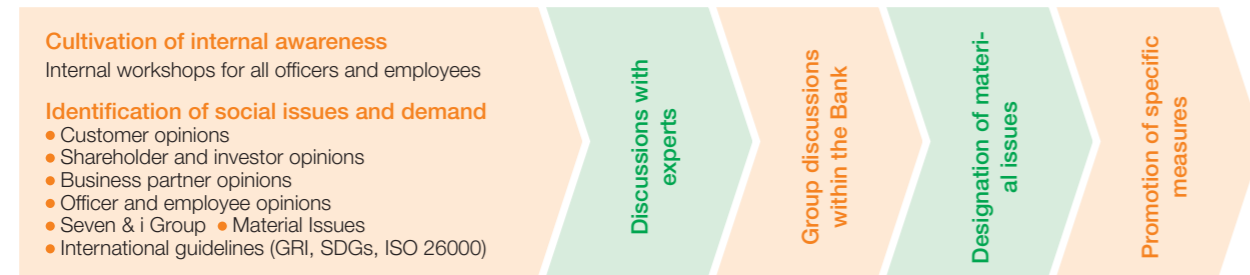 Cultivation of internal awareness
Internal workshops for all officers and employees
Identification of social issues and demand
● Customer opinions
● Shareholder and investor opinions
● Business partner opinions
● Officer and employee opinions
● Seven & i Group ● Material Issues
● International guidelines (GRI, SDGs, ISO 26000)
Discussions with
experts
Group discussions
within the Bank
Designation of materi-
al issues
Promotion of specific
measures